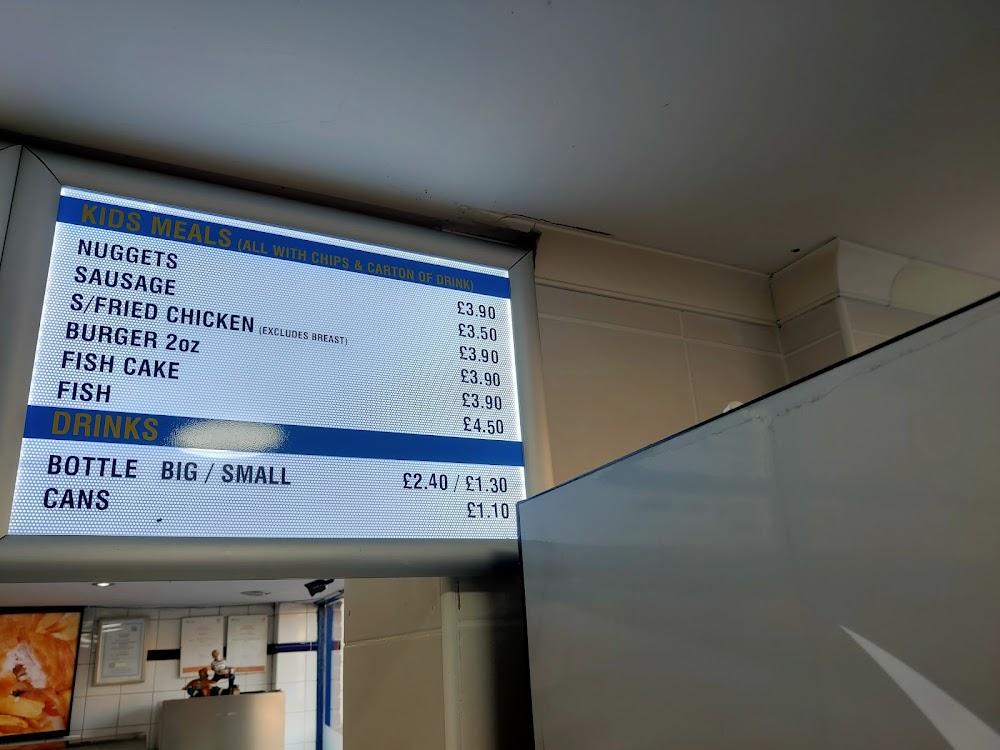 KIDS MEALS (ALL WITH CHIPS & CARTON OF DRINK)
NUGGETS £3.90
SAUSAGE £3.50
S/FRIED CHICKEN (EXCLUDES BREAST) £3.90
BURGER 2oz £3.90
FISH CAKE £3.90
FISH £4.50
DRINKS
BOTTLE BIG / SMALL £2.40 / £1.30
CANS £1.10